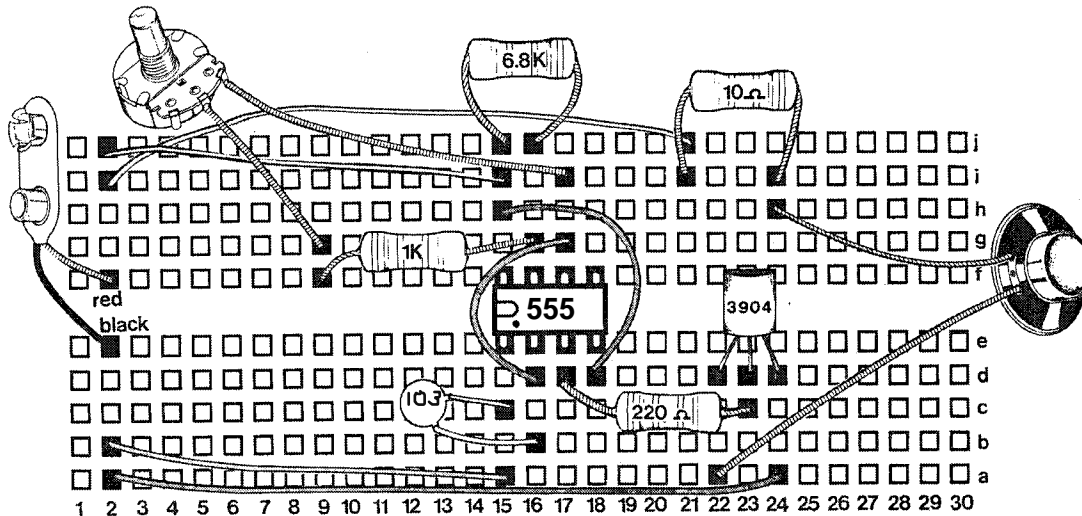 6.8K
10Ω
j
i
h
g
1K
f
red
555
3904
black
e
d
103
c
220 Ω
b
a
1 2 3 4 5 6 7 8 9 10 11 12 13 14 15 16 17 18 19 20 21 22 23 24 25 26 27 28 29 30